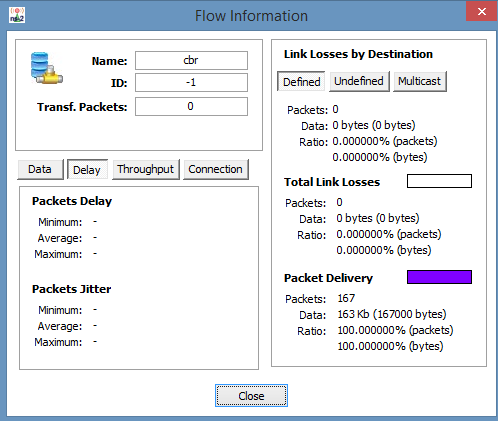 Flow Information
ns2
Name: cbr
ID: -1
Transf. Packets: 0
Data Delay Throughput Connection
Packets Delay
Minimum: -
Average: -
Maximum: -
Packets Jitter
Minimum: -
Average: -
Maximum: -
Link Losses by Destination
Defined Undefined Multicast
Packets: 0
Data: 0 bytes (0 bytes)
Ratio: 0.000000% (packets)
0.000000% (bytes)
Total Link Losses
Packets: 0
Data: 0 bytes (0 bytes)
Ratio: 0.000000% (packets)
0.000000% (bytes)
Packet Delivery
Packets: 167
Data: 163 Kb (167000 bytes)
Ratio: 100.000000% (packets)
100.000000% (bytes)
Close